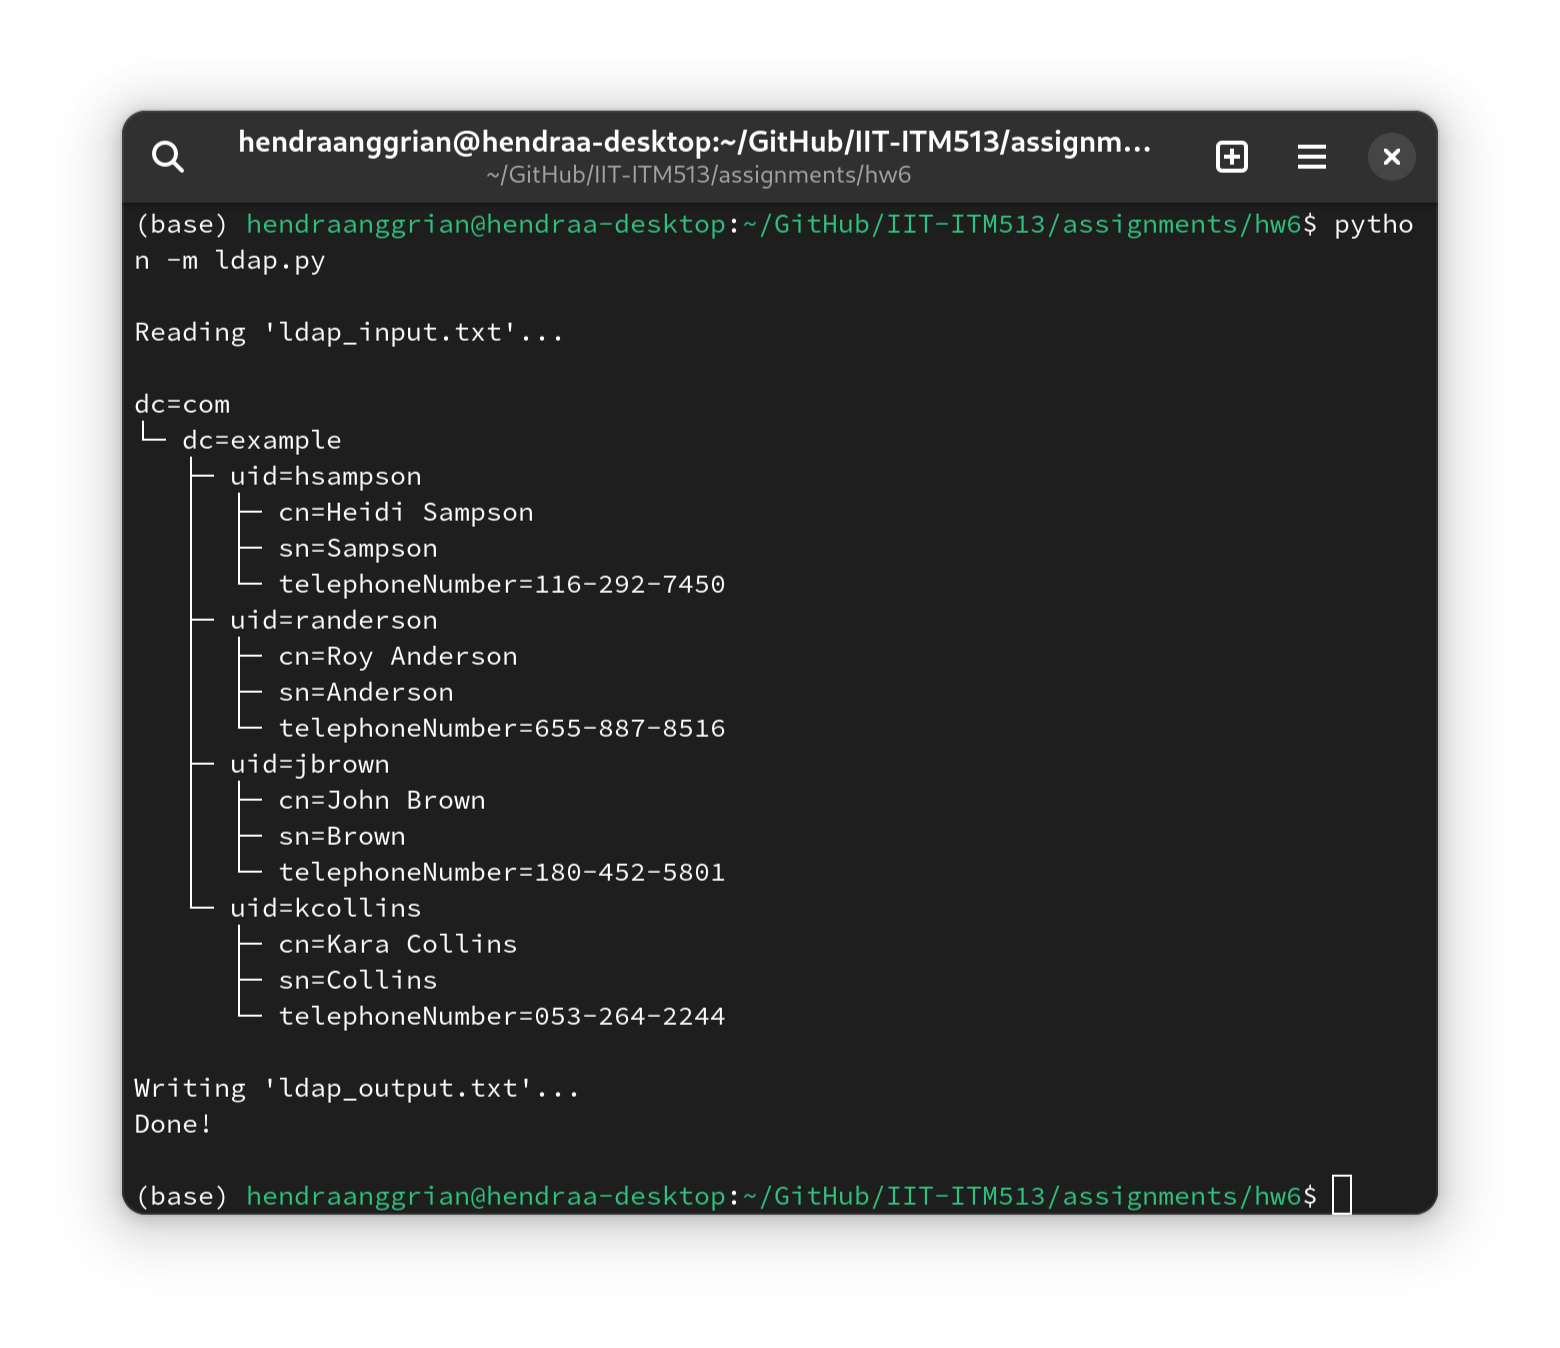 hendraanggrian@hendraa-desktop:~/GitHub/IIT-ITM513/assignm...
~/GitHub/IIT-ITM513/assignments/hw6
(base) hendraanggrian@hendraa-desktop:~/GitHub/IIT-ITM513/assignments/hw6$ pytho
n -m ldap.py

Reading 'ldap_input.txt'...

dc=com
└─ dc=example
   ├─ uid=hsampson
   │  ├─ cn=Heidi Sampson
   │  ├─ sn=Sampson
   │  └─ telephoneNumber=116-292-7450
   ├─ uid=randerson
   │  ├─ cn=Roy Anderson
   │  ├─ sn=Anderson
   │  └─ telephoneNumber=655-887-8516
   ├─ uid=jbrown
   │  ├─ cn=John Brown
   │  ├─ sn=Brown
   │  └─ telephoneNumber=180-452-5801
   └─ uid=kcollins
      ├─ cn=Kara Collins
      ├─ sn=Collins
      └─ telephoneNumber=053-264-2244

Writing 'ldap_output.txt'...
Done!

(base) hendraanggrian@hendraa-desktop:~/GitHub/IIT-ITM513/assignments/hw6$